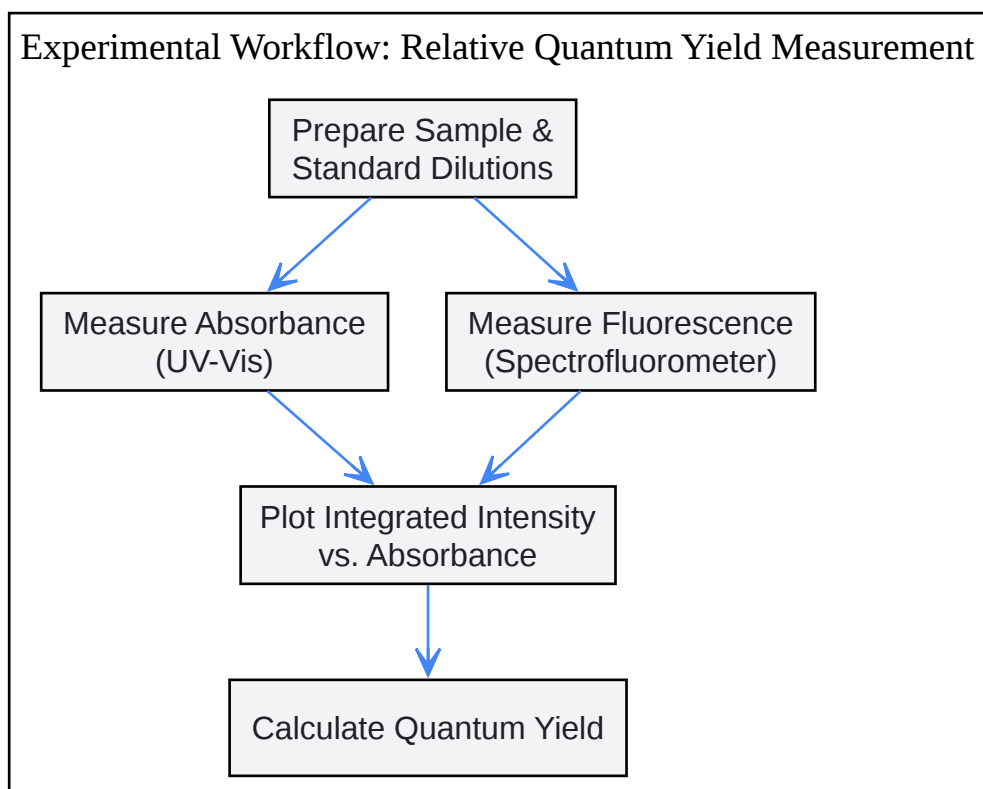 Experimental Workflow: Relative Quantum Yield Measurement
Prepare Sample &
Standard Dilutions
Measure Absorbance
(UV-Vis)
Measure Fluorescence
(Spectrofluorometer)
Plot Integrated Intensity
vs. Absorbance
Calculate Quantum Yield